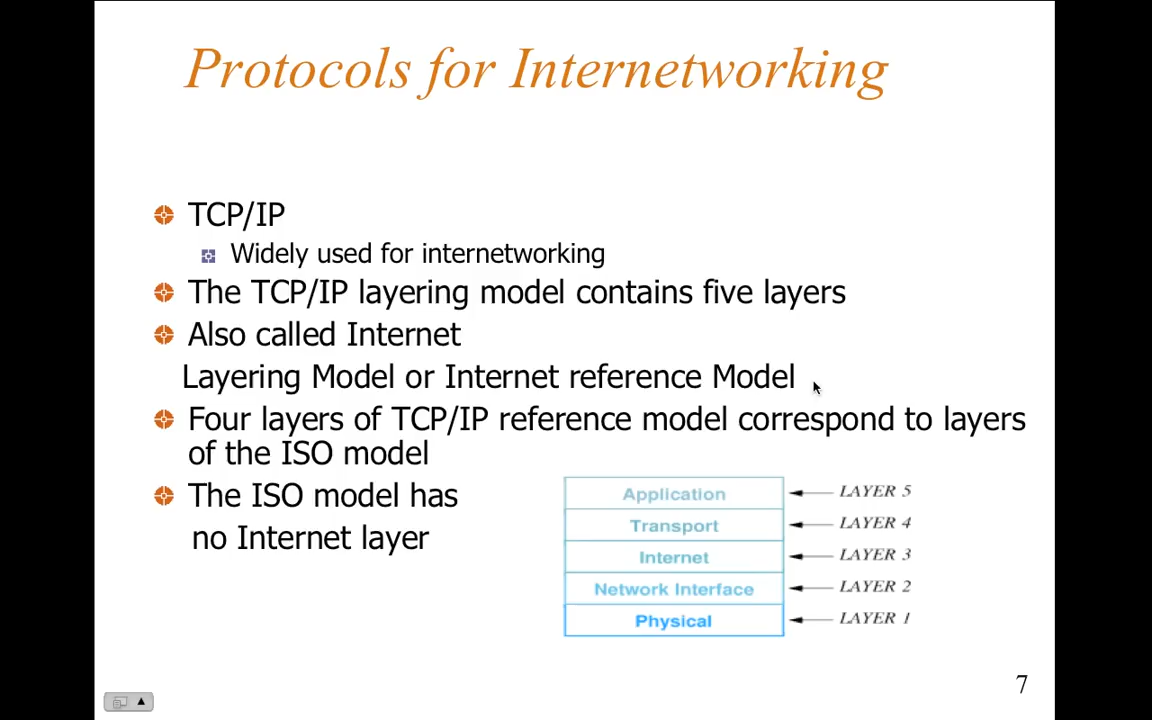 Protocols for Internetworking
TCP/IP
Widely used for internetworking
The TCP/IP layering model contains five layers
Also called Internet
Layering Model or Internet reference Model
Four layers of TCP/IP reference model correspond to layers
of the ISO model
The ISO model has
no Internet layer
Application LAYER 5
Transport LAYER 4
Internet LAYER 3
Network Interface LAYER 2
Physical LAYER 1
7